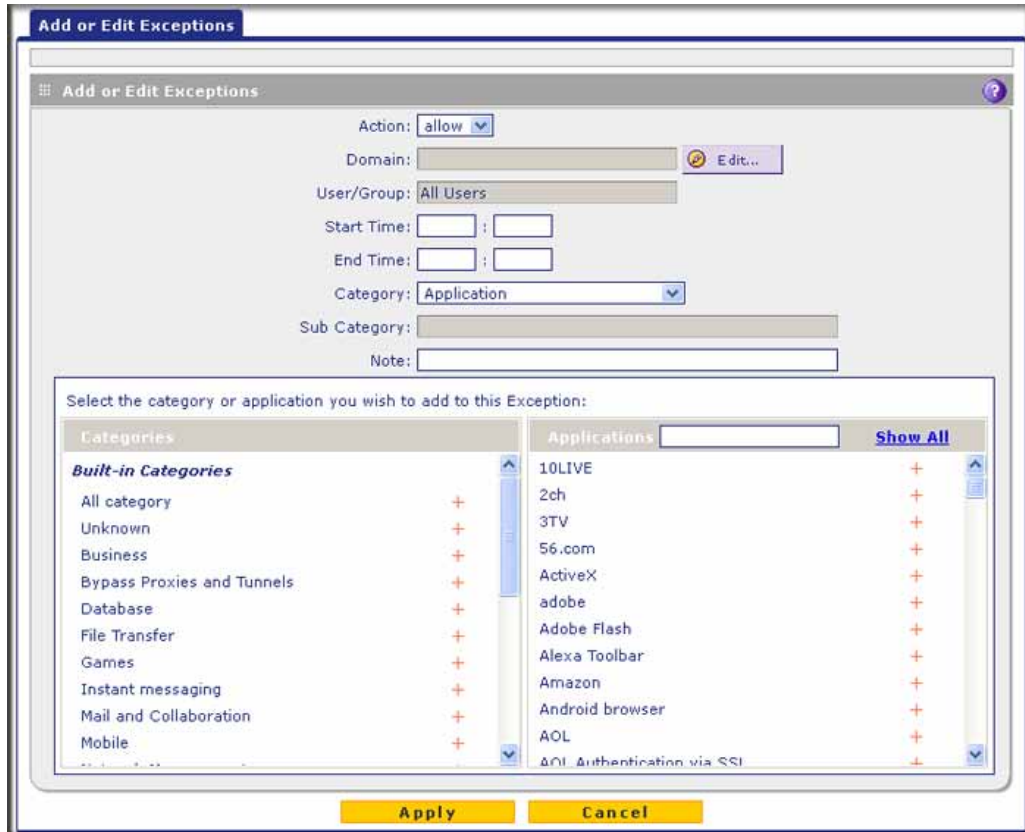 Add or Edit Exceptions
Add or Edit Exceptions
?
Action: allow
Domain: Edit...
User/Group: All Users
Start Time: :
End Time: :
Category: Application
Sub Category:
Note:
Select the category or application you wish to add to this Exception:
Categories
Built-in Categories
All category +
Unknown +
Business +
Bypass Proxies and Tunnels +
Database +
File Transfer +
Games +
Instant messaging +
Mail and Collaboration +
Mobile +
Applications Show All
10LIVE +
2ch +
3TV +
56.com +
ActiveX +
adobe +
Adobe Flash +
Alexa Toolbar +
Amazon +
Android browser +
AOL +
AOL Authentication via SSL +
Apply Cancel